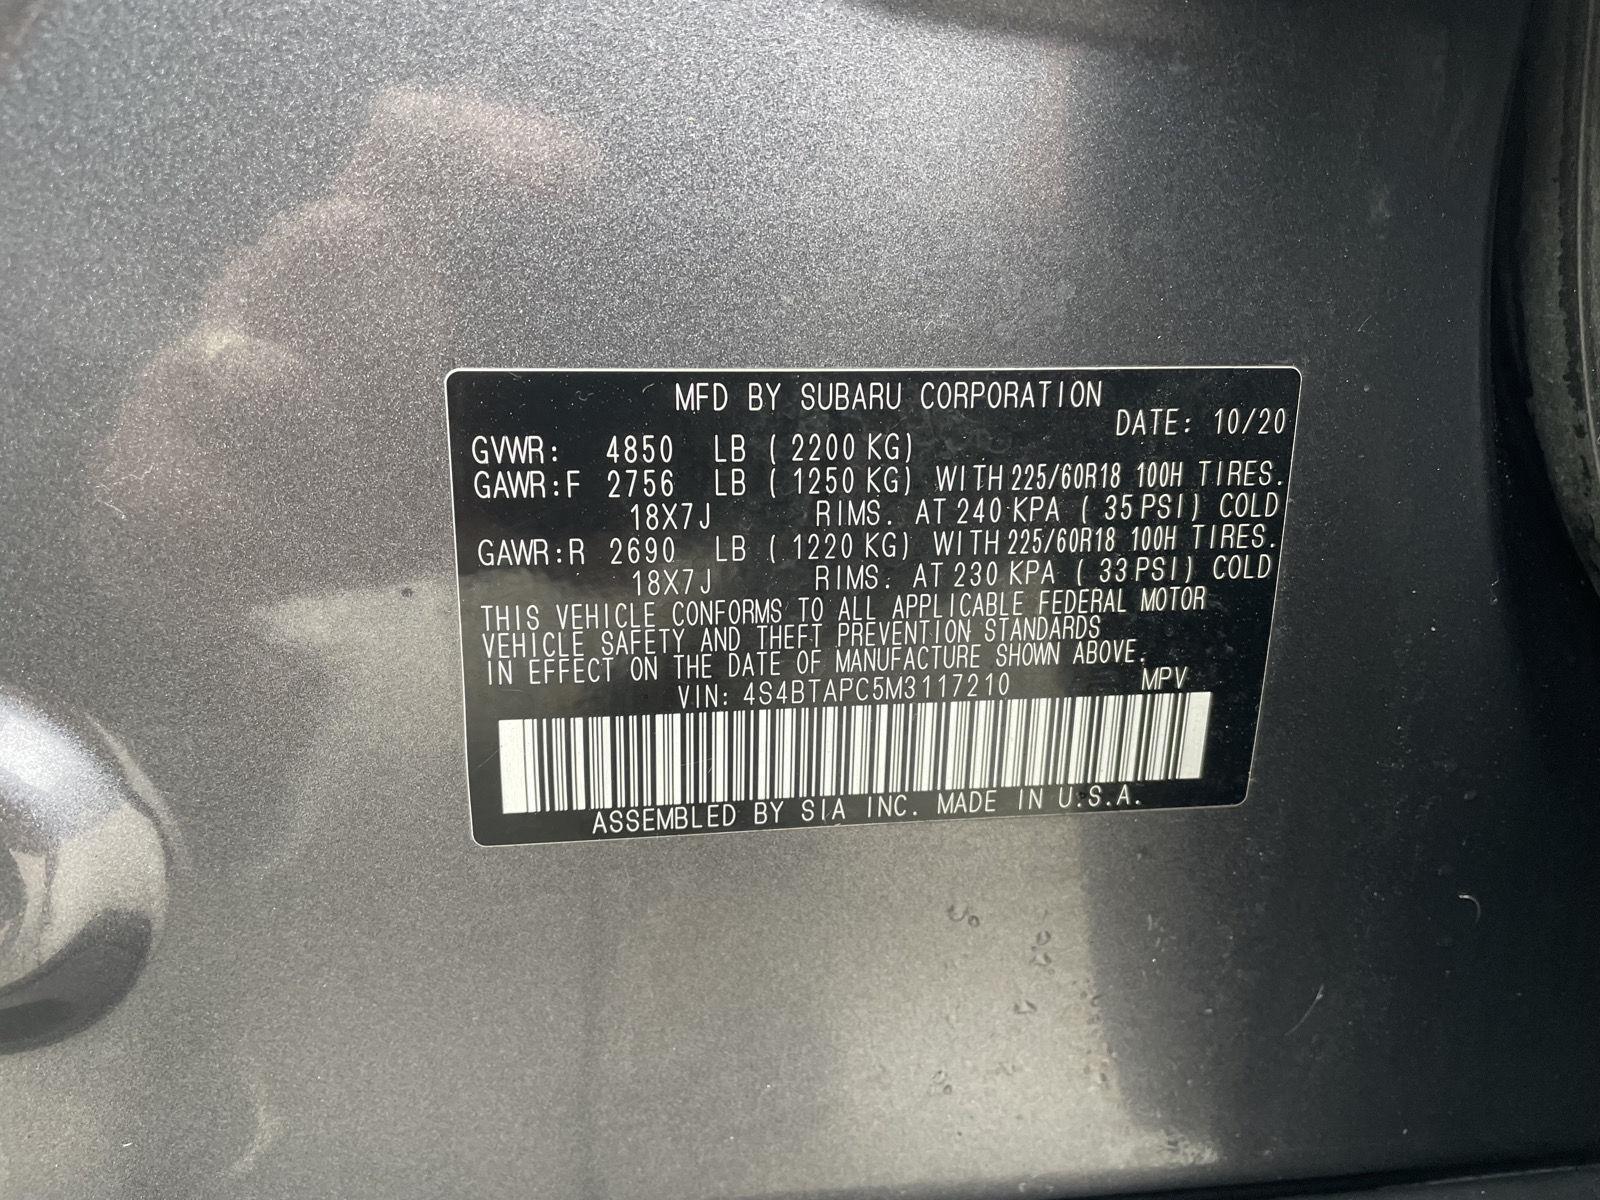 MFD BY SUBARU CORPORATION
DATE: 10/20
GVWR: 4850 LB ( 2200 KG)
GAWR:F 2756 LB ( 1250 KG) WITH 225/60R18 100H TIRES.
18X7J RIMS. AT 240 KPA ( 35 PSI) COLD
GAWR:R 2690 LB ( 1220 KG) WITH 225/60R18 100H TIRES.
18X7J RIMS. AT 230 KPA ( 33 PSI) COLD
THIS VEHICLE CONFORMS TO ALL APPLICABLE FEDERAL MOTOR
VEHICLE SAFETY AND THEFT PREVENTION STANDARDS
IN EFFECT ON THE DATE OF MANUFACTURE SHOWN ABOVE.
VIN: 4S4BTAPC5M3117210 MPV
ASSEMBLED BY SIA INC. MADE IN U.S.A.